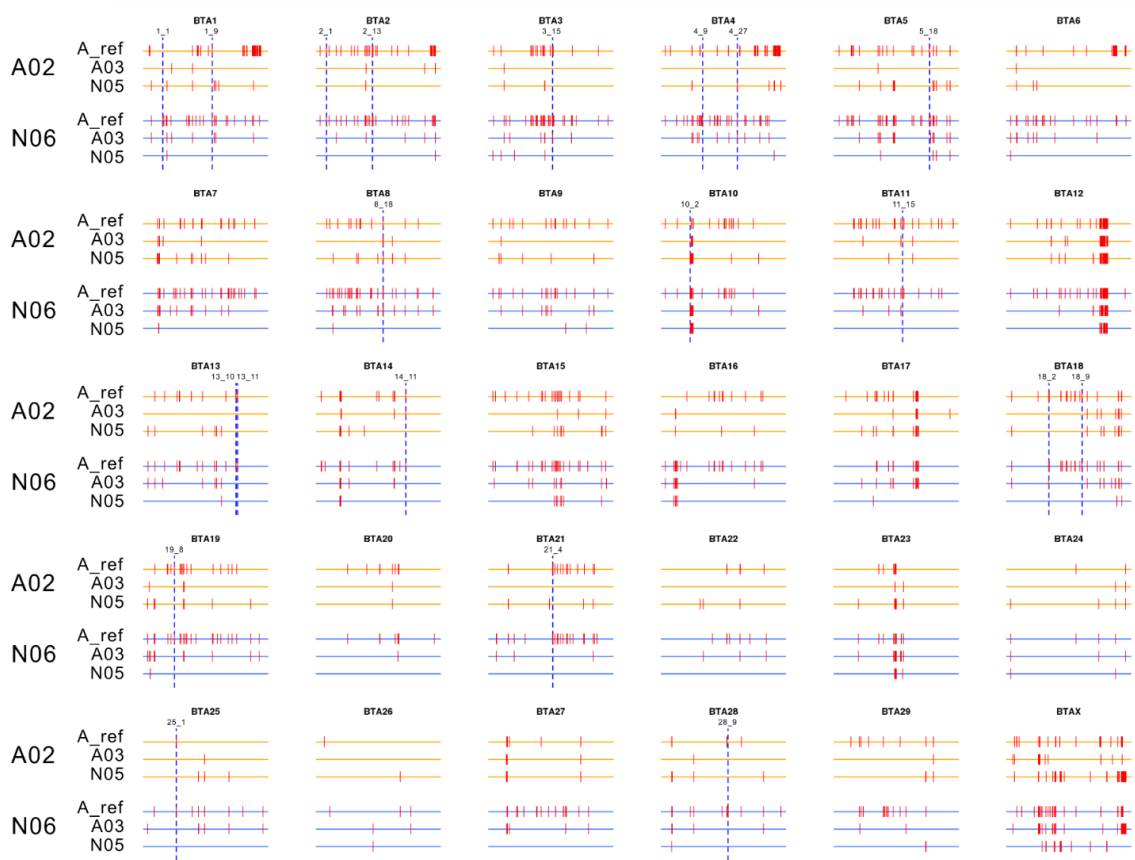 BTA1 BTA2 BTA3 BTA4 BTA5 BTA6
1_1 1_9 2_1 2_13 3_15 4_9 4_27 5_18
A02 A_ref
A03
N05
N06 A_ref
A03
N05
BTA7 BTA8 BTA9 BTA10 BTA11 BTA12
8_18 10_2 11_15
A02 A_ref
A03
N05
N06 A_ref
A03
N05
BTA13 BTA14 BTA15 BTA16 BTA17 BTA18
13_10 13_11 14_11 18_2 18_9
A02 A_ref
A03
N05
N06 A_ref
A03
N05
BTA19 BTA20 BTA21 BTA22 BTA23 BTA24
19_8 21_4
A02 A_ref
A03
N05
N06 A_ref
A03
N05
BTA25 BTA26 BTA27 BTA28 BTA29 BTAX
25_1 28_9
A02 A_ref
A03
N05
N06 A_ref
A03
N05